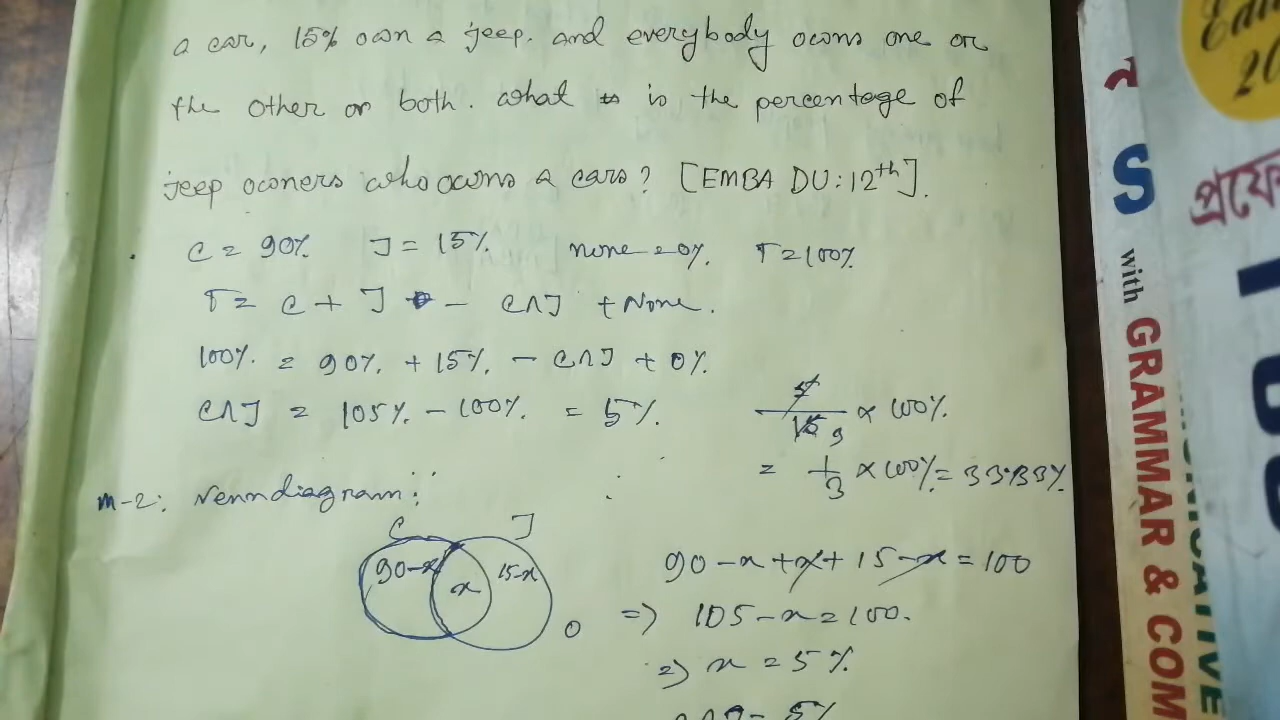 a car, 15% own a jeep. and everybody owns one or
the other or both. what is the percentage of
jeep owners who owns a cars? [EMBA DU: 12th].
C = 90% J = 15% none = 0% T = 100%
T = C + J - C∩J + None.
100% = 90% + 15% - C∩J + 0%
C∩J = 105% - 100% = 5%
5/15 3 × 100%
= 1/3 × 100% = 33.33%
m-2: Venndiagram:
C J
90-x x 15-x
0
90-x+x+15-x = 100
=> 105-x = 100.
=> x = 5%
S
with GRAMMAR & COM
প্রফে